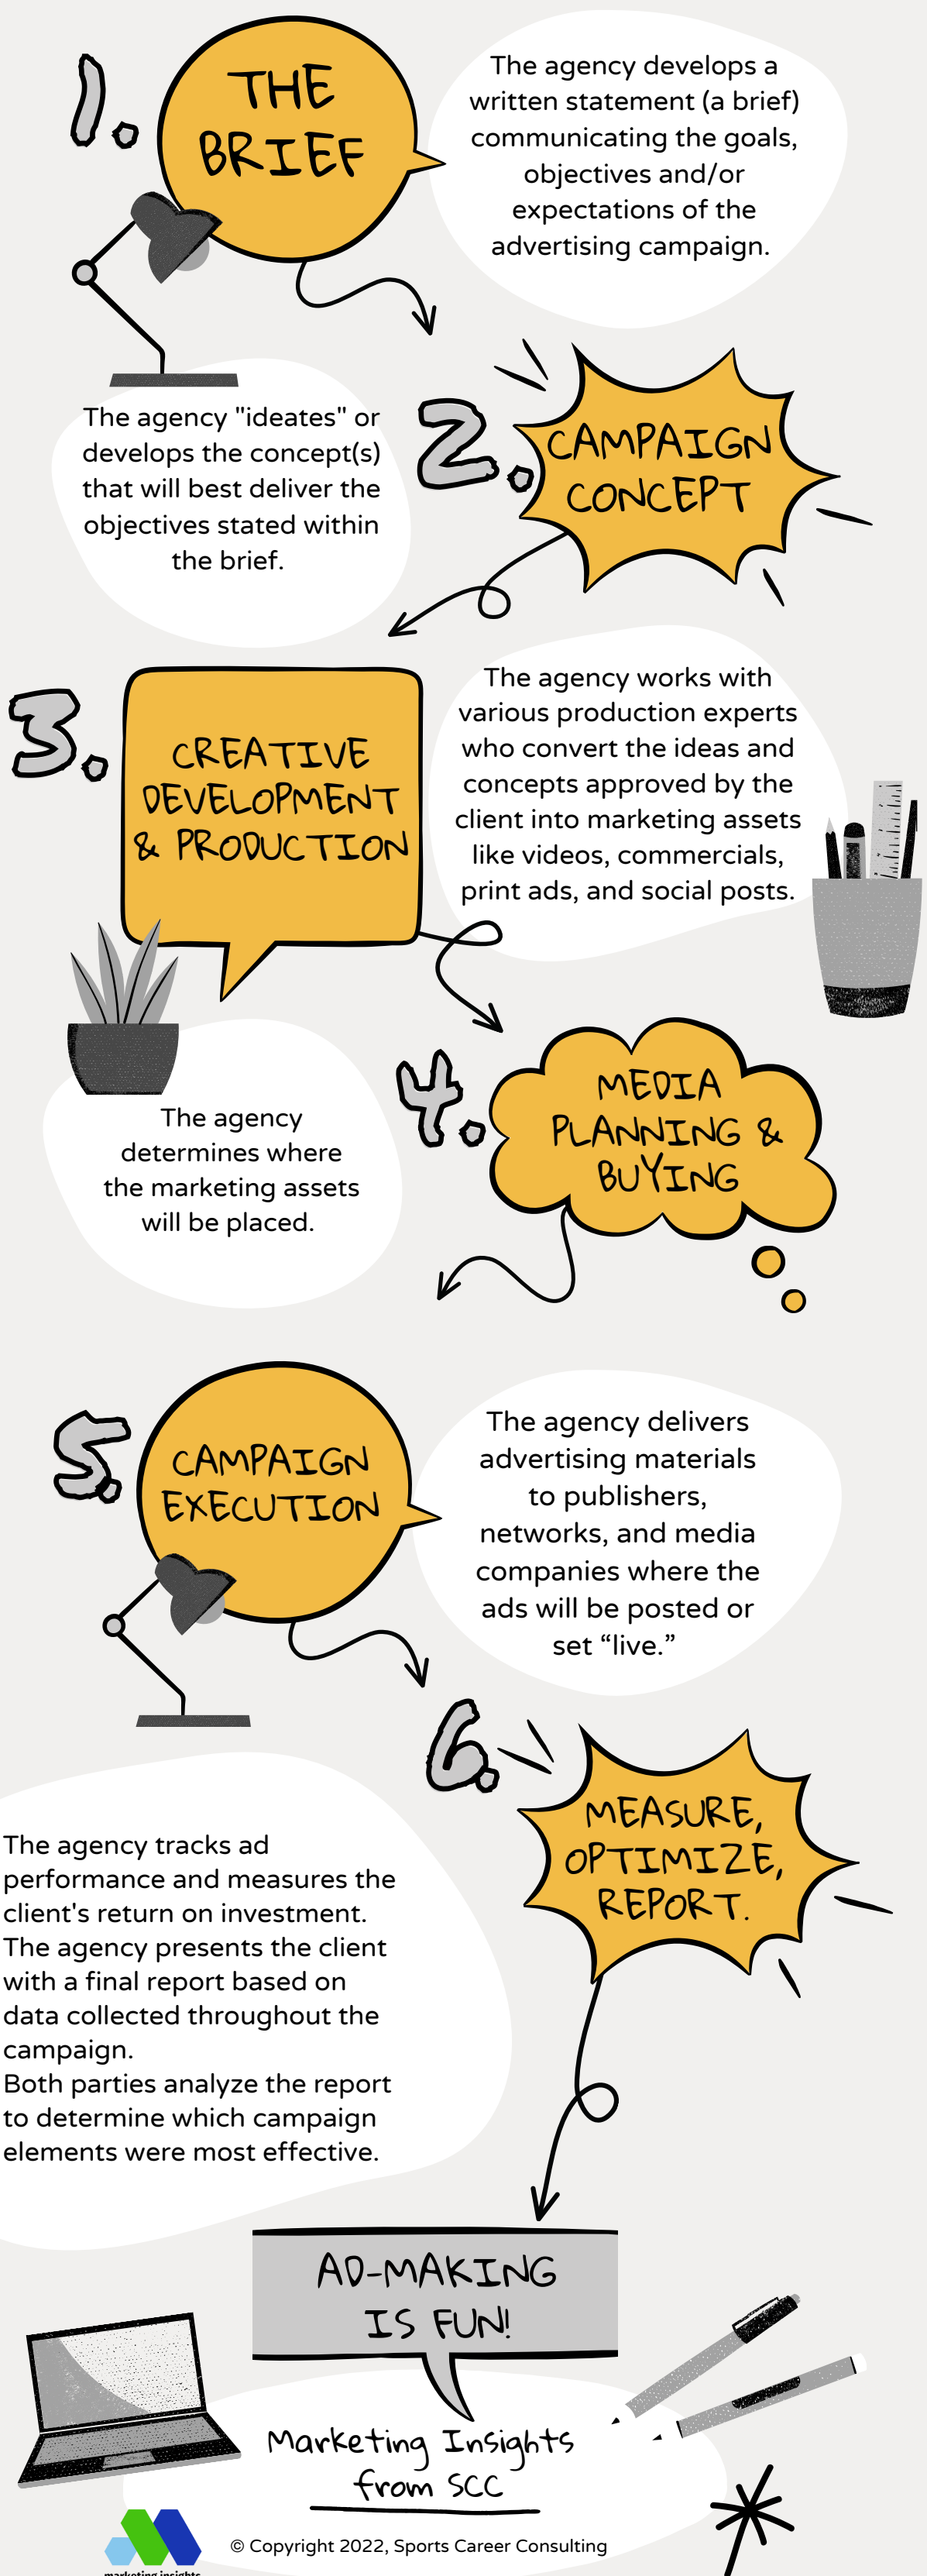 1.
THE
BRIEF
The agency develops a
written statement (a brief)
communicating the goals,
objectives and/or
expectations of the
advertising campaign.
2.
CAMPAIGN
CONCEPT
The agency "ideates" or
develops the concept(s)
that will best deliver the
objectives stated within
the brief.
3.
CREATIVE
DEVELOPMENT
& PRODUCTION
The agency works with
various production experts
who convert the ideas and
concepts approved by the
client into marketing assets
like videos, commercials,
print ads, and social posts.
4.
MEDIA
PLANNING &
BUYING
The agency
determines where
the marketing assets
will be placed.
5.
CAMPAIGN
EXECUTION
The agency delivers
advertising materials
to publishers,
networks, and media
companies where the
ads will be posted or
set “live.”
6.
MEASURE,
OPTIMIZE,
REPORT.
The agency tracks ad
performance and measures the
client's return on investment.
The agency presents the client
with a final report based on
data collected throughout the
campaign.
Both parties analyze the report
to determine which campaign
elements were most effective.
AD-MAKING
IS FUN!
Marketing Insights
from SCC
© Copyright 2022, Sports Career Consulting
marketing insights